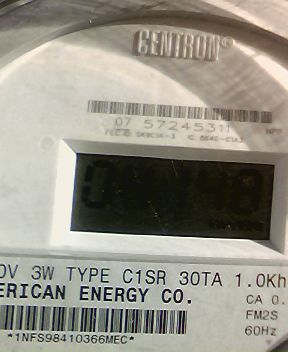 CENTRON®
07 57245311
0V 3W TYPE C1SR 30TA 1.0Kh
ERICAN ENERGY CO.
CA 0.
FM2S
60Hz
*1NFS98410366MEC*